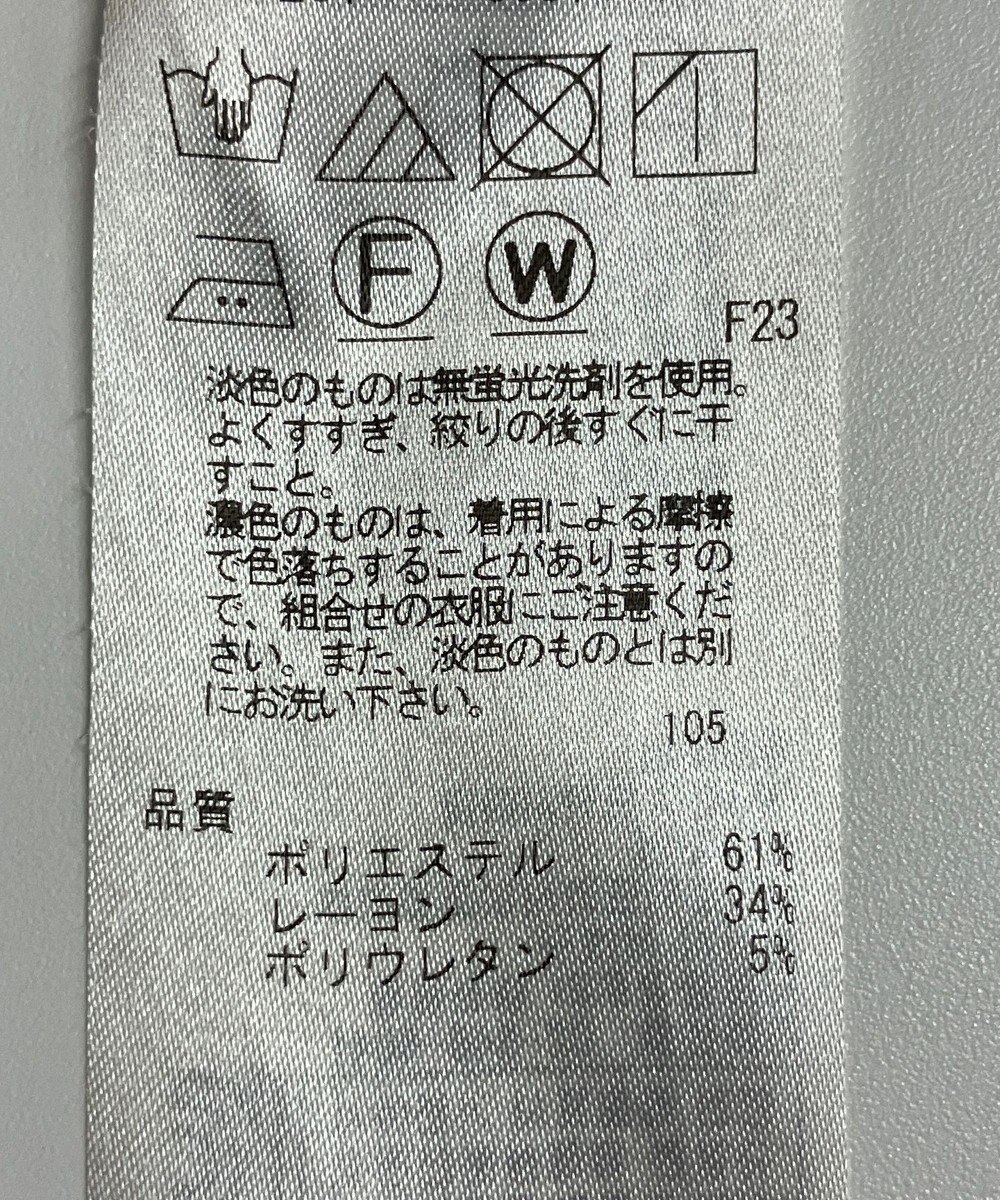 F
W
F23
淡色のものは無蛍光洗剤を使用。
よくすすぎ、絞りの後すぐに干
すこと。
濃色のものは、着用による摩擦
で色落ちすることがありますの
で、組合せの衣服にご注意くだ
さい。また、淡色のものとは別
にお洗い下さい。
105
品質
ポリエステル 61%
レーヨン 34%
ポリウレタン 5%